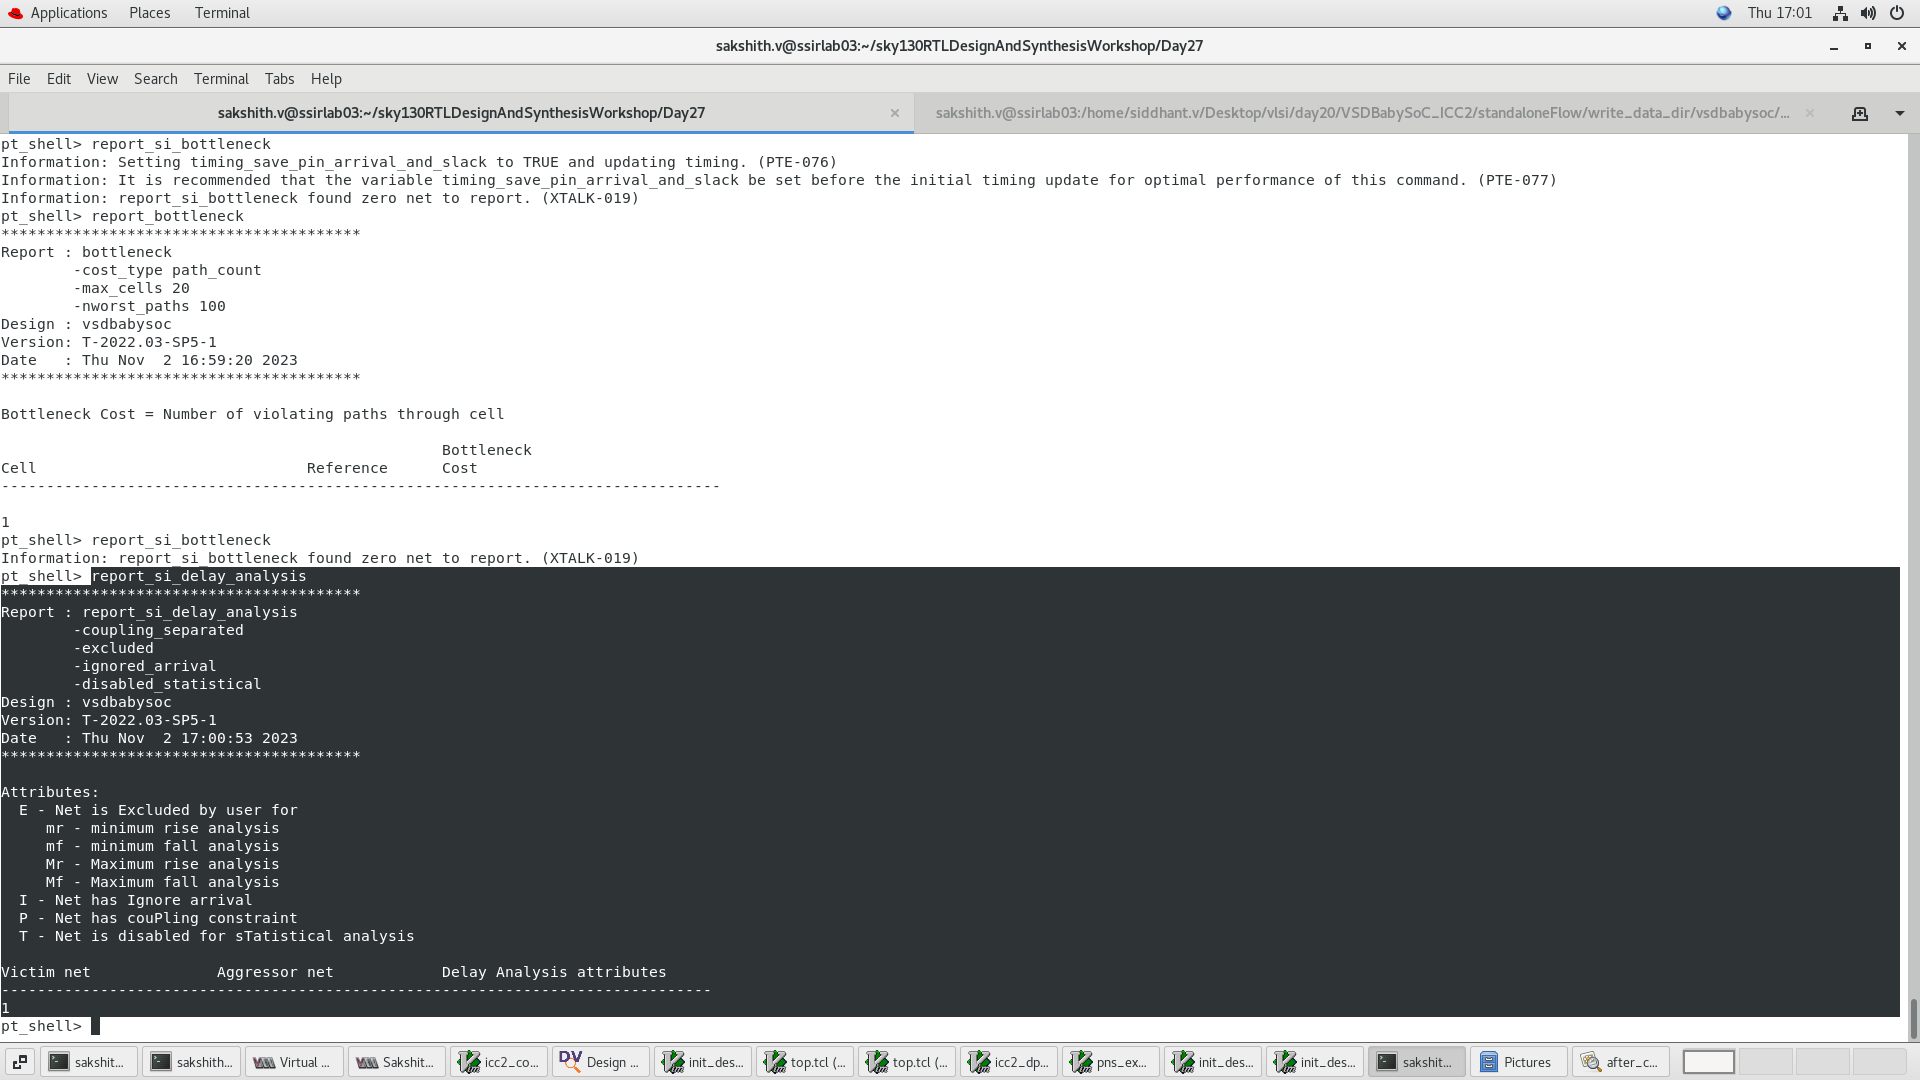 Applications Places Terminal Thu 17:01
sakshith.v@ssirlab03:~/sky130RTLDesignAndSynthesisWorkshop/Day27
File Edit View Search Terminal Tabs Help
sakshith.v@ssirlab03:~/sky130RTLDesignAndSynthesisWorkshop/Day27 × sakshith.v@ssirlab03:/home/siddhant.v/Desktop/vlsi/day20/VSDBabySoC_ICC2/standaloneFlow/write_data_dir/vsdbabysoc/... ×
pt_shell> report_si_bottleneck
Information: Setting timing_save_pin_arrival_and_slack to TRUE and updating timing. (PTE-076)
Information: It is recommended that the variable timing_save_pin_arrival_and_slack be set before the initial timing update for optimal performance of this command. (PTE-077)
Information: report_si_bottleneck found zero net to report. (XTALK-019)
pt_shell> report_bottleneck
****************************************
Report : bottleneck
        -cost_type path_count
        -max_cells 20
        -nworst_paths 100
Design : vsdbabysoc
Version: T-2022.03-SP5-1
Date   : Thu Nov  2 16:59:20 2023
****************************************
Bottleneck Cost = Number of violating paths through cell
                                                 Bottleneck
Cell                              Reference      Cost
--------------------------------------------------------------------------------
1
pt_shell> report_si_bottleneck
Information: report_si_bottleneck found zero net to report. (XTALK-019)
pt_shell> report_si_delay_analysis
****************************************
Report : report_si_delay_analysis
        -coupling_separated
        -excluded
        -ignored_arrival
        -disabled_statistical
Design : vsdbabysoc
Version: T-2022.03-SP5-1
Date   : Thu Nov  2 17:00:53 2023
****************************************
Attributes:
  E - Net is Excluded by user for
     mr - minimum rise analysis
     mf - minimum fall analysis
     Mr - Maximum rise analysis
     Mf - Maximum fall analysis
  I - Net has Ignore arrival
  P - Net has couPling constraint
  T - Net is disabled for sTatistical analysis
Victim net              Aggressor net            Delay Analysis attributes
-------------------------------------------------------------------------------
1
pt_shell>
sakshit... sakshith... Virtual ... Sakshit... icc2_co... Design ... init_des... top.tcl (... top.tcl (... icc2_dp... pns_ex... init_des... init_des... sakshit... Pictures after_c...